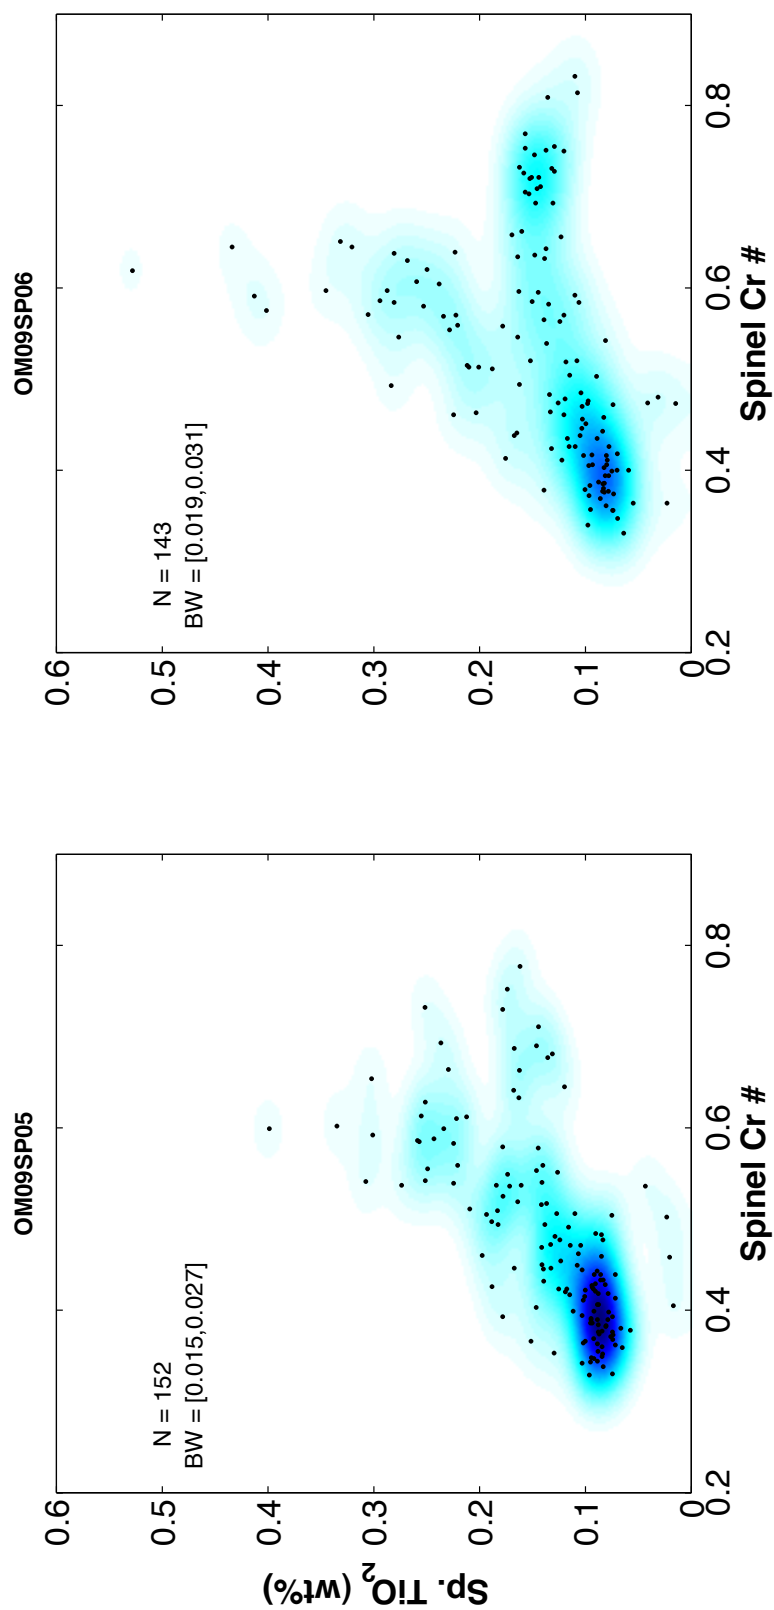 OM09SP05
N = 152
BW = [0.015,0.027]
0.6
0.5
0.4
0.3
0.2
0.1
0
0.2
0.4
0.6
0.8
Sp. TiO2 (wt%)
Spinel Cr #
OM09SP06
N = 143
BW = [0.019,0.031]
0.6
0.5
0.4
0.3
0.2
0.1
0
0.2
0.4
0.6
0.8
Spinel Cr #